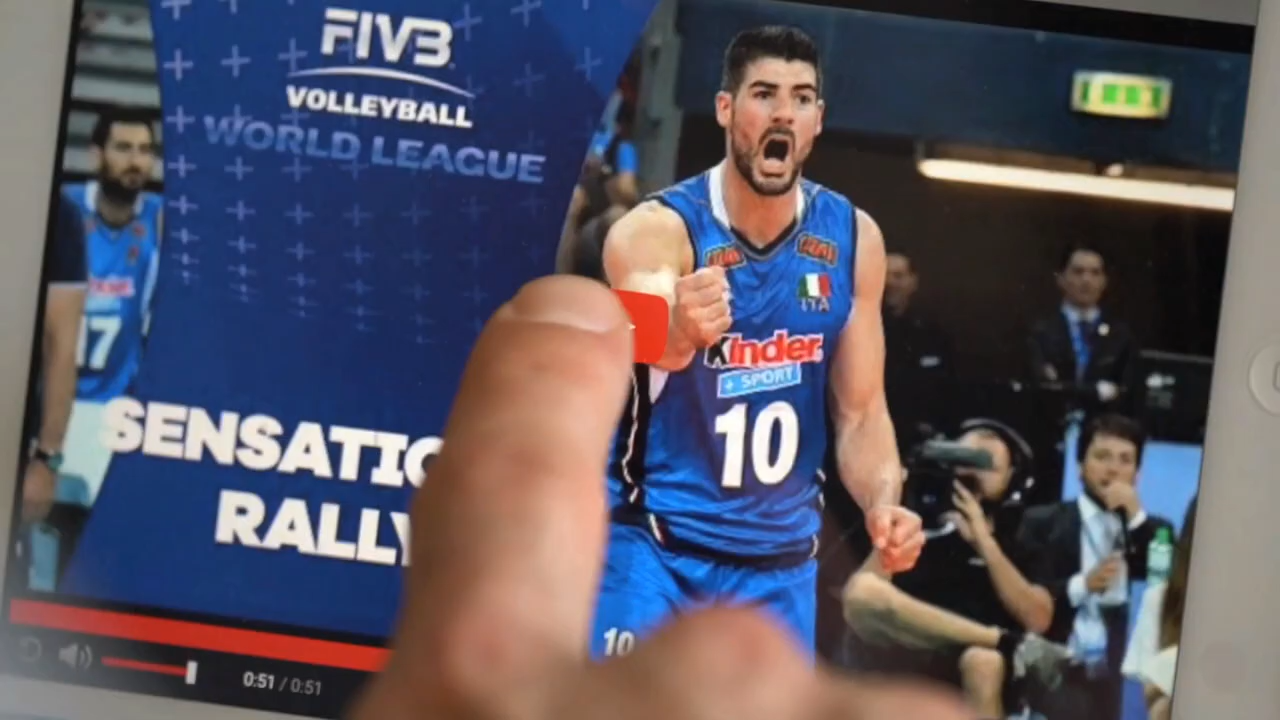 FIVB
VOLLEYBALL
WORLD LEAGUE
ITA
Kinder
+ SPORT
10
17
SENSATIO
RALLY
10
0:51 / 0:51